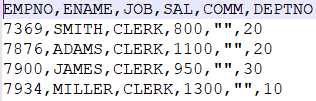 EMPNO,ENAME,JOB,SAL,COMM,DEPTNO
7369,SMITH,CLERK,800,"",20
7876,ADAMS,CLERK,1100,"",20
7900,JAMES,CLERK,950,"",30
7934,MILLER,CLERK,1300,"",10